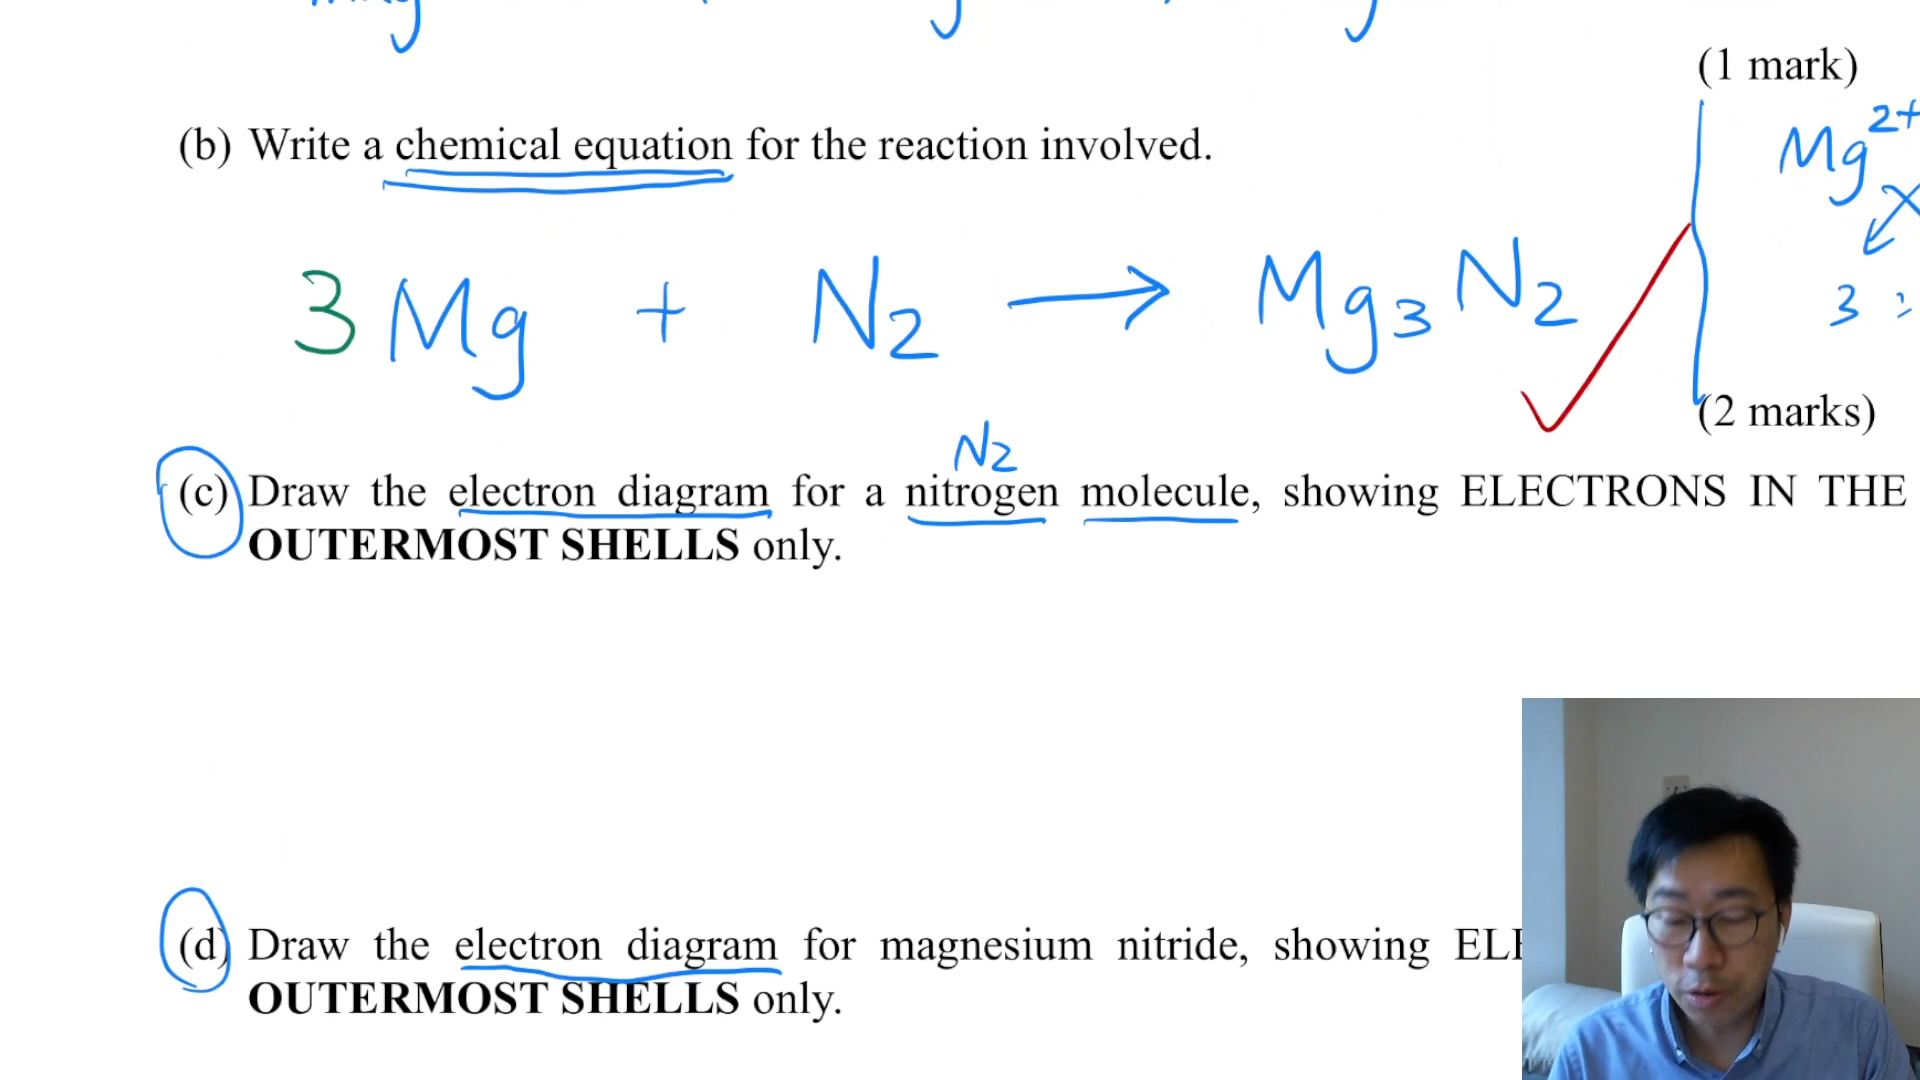 (1 mark)
(b) Write a chemical equation for the reaction involved.
Mg2+
3 :
3 Mg + N2 → Mg3N2
(2 marks)
N2
(c) Draw the electron diagram for a nitrogen molecule, showing ELECTRONS IN THE
OUTERMOST SHELLS only.
(d) Draw the electron diagram for magnesium nitride, showing
OUTERMOST SHELLS only.